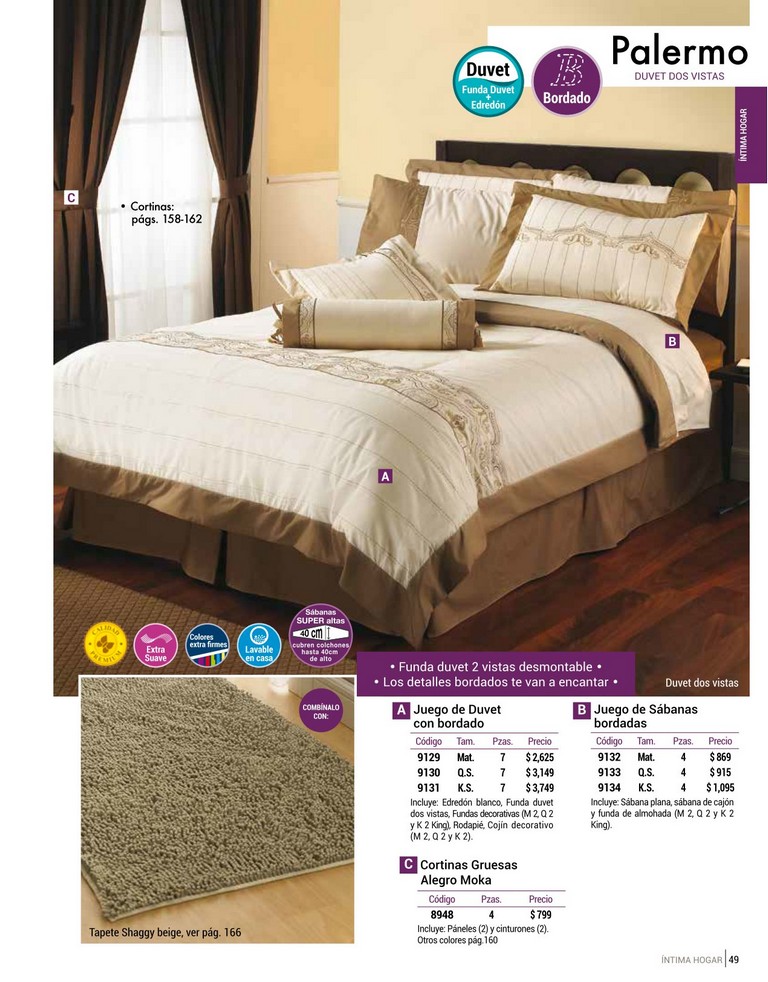 Palermo
DUVET DOS VISTAS
Duvet
Funda Duvet
+
Edredón
B
Bordado
ÍNTIMA HOGAR
C
• Cortinas:
págs. 158-162
B
A
CALIDAD
PREMIUM
Extra
Suave
Colores
extra firmes
Lavable
en casa
Sábanas
SUPER altas
40 cm
cubren colchones
hasta 40cm
de alto
• Funda duvet 2 vistas desmontable •
• Los detalles bordados te van a encantar •
Duvet dos vistas
COMBÍNALO
CON:
Tapete Shaggy beige, ver pág. 166
A Juego de Duvet
con bordado
Código Tam. Pzas. Precio
9129 Mat. 7 $2,625
9130 Q.S. 7 $3,149
9131 K.S. 7 $3,749
Incluye: Edredón blanco, Funda duvet
dos vistas, Fundas decorativas (M 2, Q 2
y K 2 King), Rodapié, Cojín decorativo
(M 2, Q 2 y K 2).
B Juego de Sábanas
bordadas
Código Tam. Pzas. Precio
9132 Mat. 4 $869
9133 Q.S. 4 $915
9134 K.S. 4 $1,095
Incluye: Sábana plana, sábana de cajón
y funda de almohada (M 2, Q 2 y K 2
King).
C Cortinas Gruesas
Alegro Moka
Código Pzas. Precio
8948 4 $799
Incluye: Páneles (2) y cinturones (2).
Otros colores pág.160
ÍNTIMA HOGAR 49